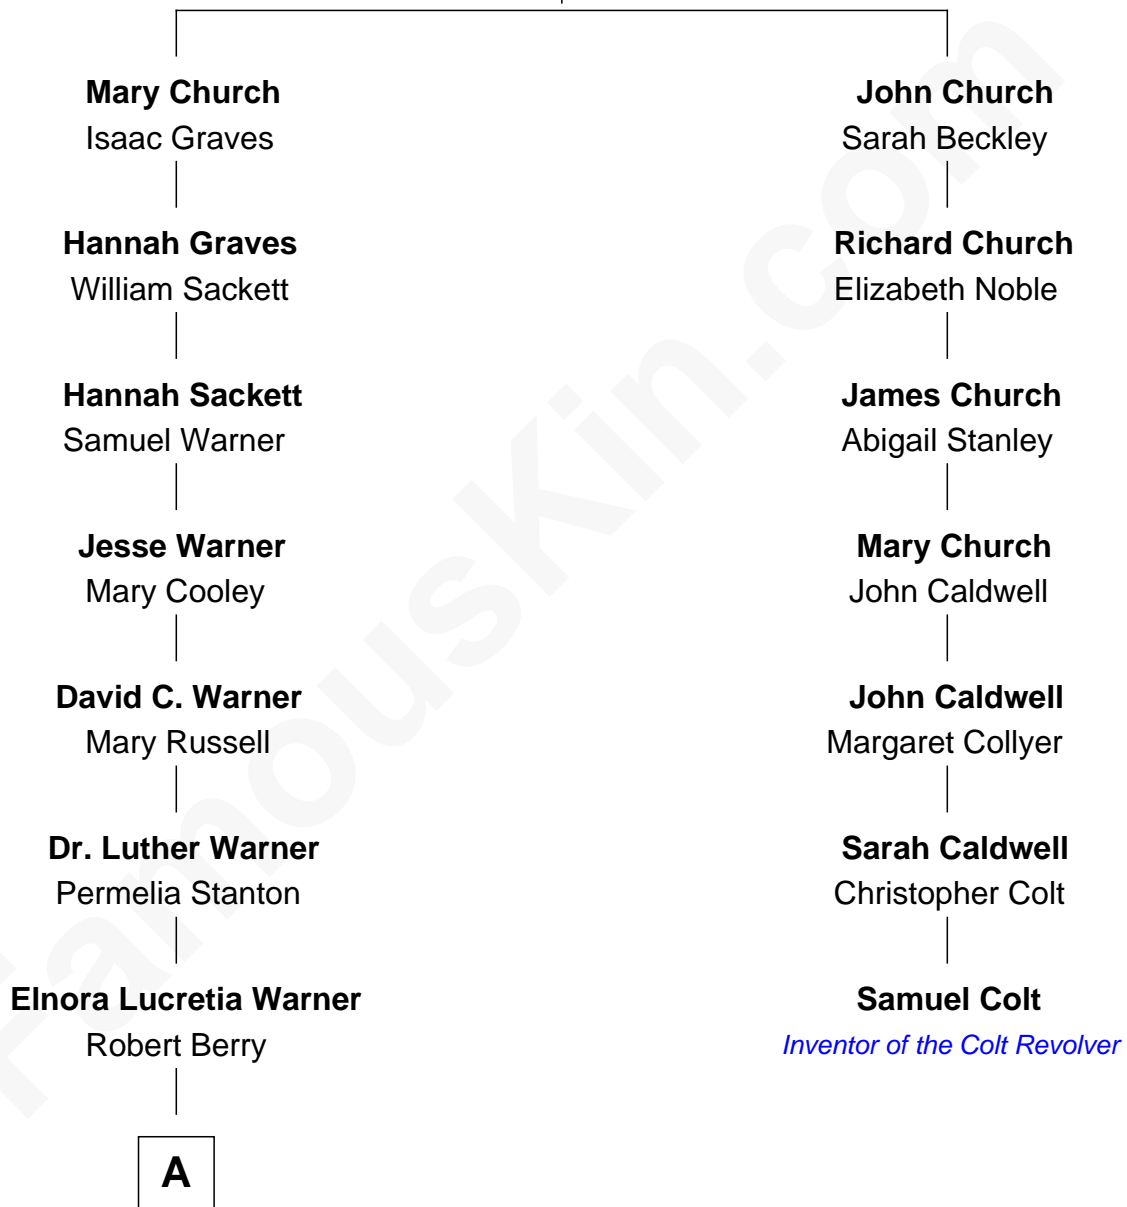 Mary Church
Isaac Graves
Hannah Graves
William Sackett
Hannah Sackett
Samuel Warner
Jesse Warner
Mary Cooley
David C. Warner
Mary Russell
Dr. Luther Warner
Permelia Stanton
Elnora Lucretia Warner
Robert Berry
A
John Church
Sarah Beckley
Richard Church
Elizabeth Noble
James Church
Abigail Stanley
Mary Church
John Caldwell
John Caldwell
Margaret Collyer
Sarah Caldwell
Christopher Colt
Samuel Colt
Inventor of the Colt Revolver
FamousKin.com